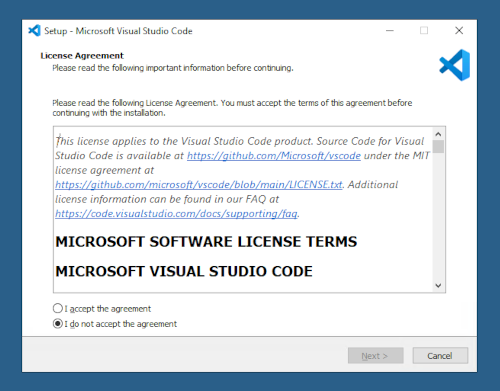 Setup - Microsoft Visual Studio Code
License Agreement
Please read the following important information before continuing.
Please read the following License Agreement. You must accept the terms of this agreement before
continuing with the installation.
This license applies to the Visual Studio Code product. Source Code for Visual
Studio Code is available at https://github.com/Microsoft/vscode under the MIT
license agreement at
https://github.com/microsoft/vscode/blob/main/LICENSE.txt. Additional
license information can be found in our FAQ at
https://code.visualstudio.com/docs/supporting/faq.
MICROSOFT SOFTWARE LICENSE TERMS
MICROSOFT VISUAL STUDIO CODE
I accept the agreement
I do not accept the agreement
Next >
Cancel